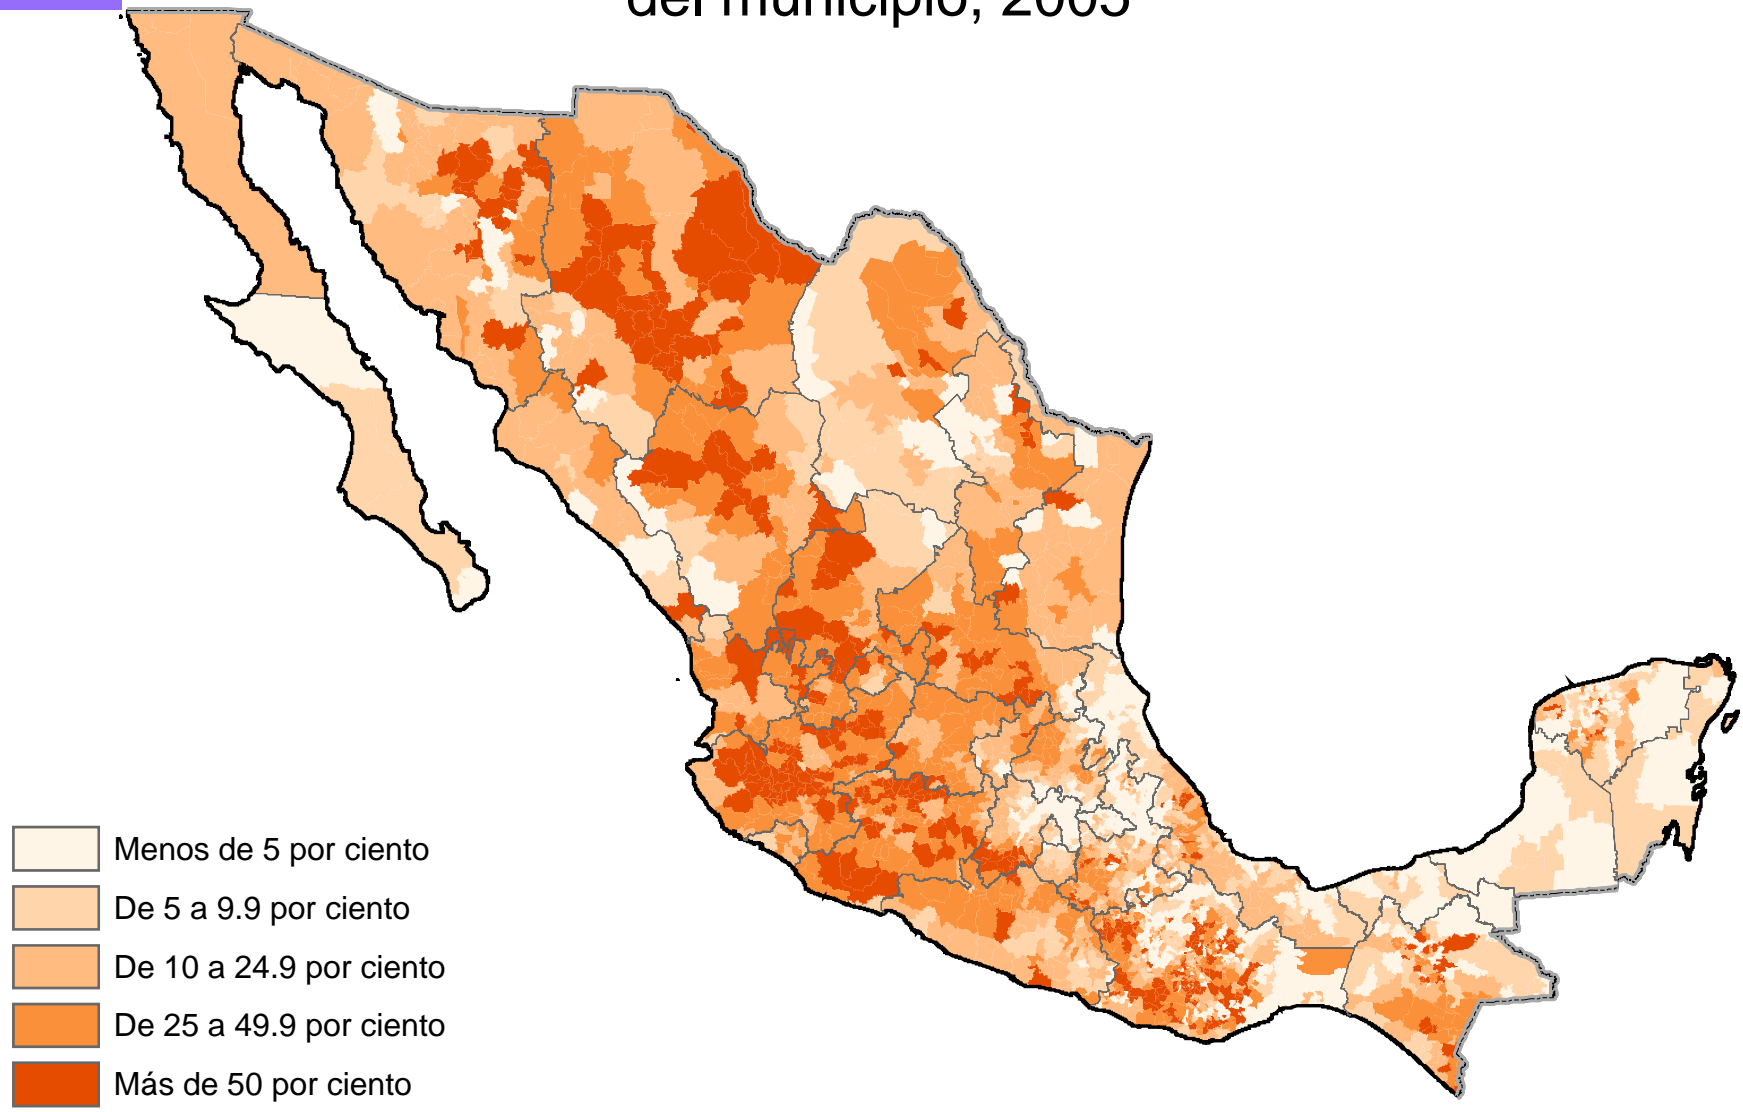 del municipio, 2005
Menos de 5 por ciento
De 5 a 9.9 por ciento
De 10 a 24.9 por ciento
De 25 a 49.9 por ciento
Más de 50 por ciento